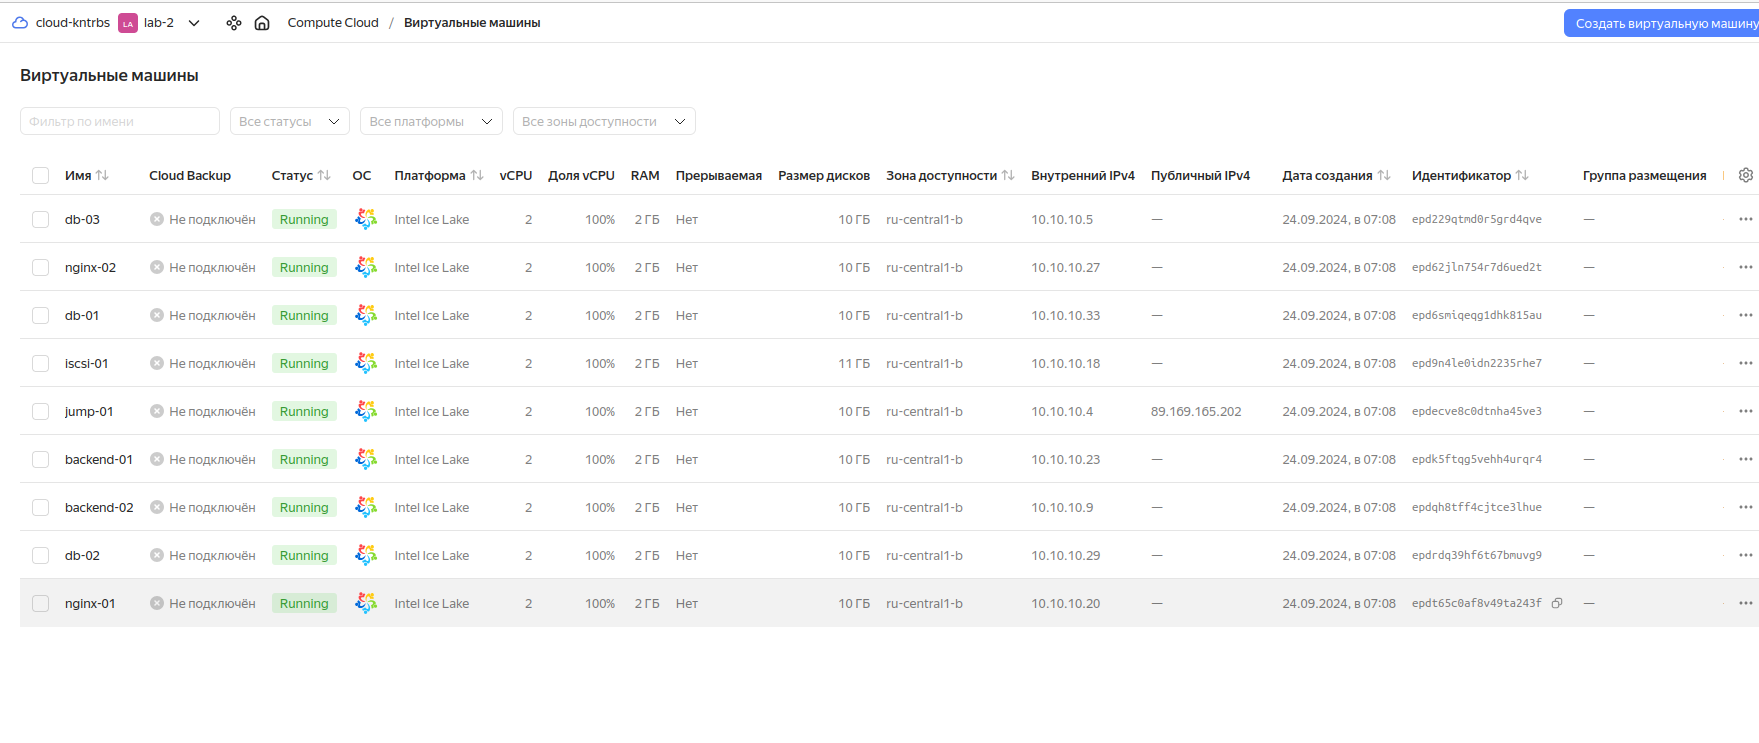 cloud-kntrbs LA lab-2 Compute Cloud / Виртуальные машины Создать виртуальную машину
Виртуальные машины
Фильтр по имени Все статусы Все платформы Все зоны доступности
Имя Cloud Backup Статус ОС Платформа vCPU Доля vCPU RAM Прерываемая Размер дисков Зона доступности Внутренний IPv4 Публичный IPv4 Дата создания Идентификатор Группа размещения
db-03 Не подключён Running Intel Ice Lake 2 100% 2 ГБ Нет 10 ГБ ru-central1-b 10.10.10.5 — 24.09.2024, в 07:08 epd229qtmd0r5grd4qve —
nginx-02 Не подключён Running Intel Ice Lake 2 100% 2 ГБ Нет 10 ГБ ru-central1-b 10.10.10.27 — 24.09.2024, в 07:08 epd62jln754r7d6ued2t —
db-01 Не подключён Running Intel Ice Lake 2 100% 2 ГБ Нет 10 ГБ ru-central1-b 10.10.10.33 — 24.09.2024, в 07:08 epd6smiqeqg1dhk815au —
iscsi-01 Не подключён Running Intel Ice Lake 2 100% 2 ГБ Нет 11 ГБ ru-central1-b 10.10.10.18 — 24.09.2024, в 07:08 epd9n4le0idn2235rhe7 —
jump-01 Не подключён Running Intel Ice Lake 2 100% 2 ГБ Нет 10 ГБ ru-central1-b 10.10.10.4 89.169.165.202 24.09.2024, в 07:08 epdecve8c0dtnha45ve3 —
backend-01 Не подключён Running Intel Ice Lake 2 100% 2 ГБ Нет 10 ГБ ru-central1-b 10.10.10.23 — 24.09.2024, в 07:08 epdk5ftqg5vehh4urqr4 —
backend-02 Не подключён Running Intel Ice Lake 2 100% 2 ГБ Нет 10 ГБ ru-central1-b 10.10.10.9 — 24.09.2024, в 07:08 epdqh8tff4cjtce3lhue —
db-02 Не подключён Running Intel Ice Lake 2 100% 2 ГБ Нет 10 ГБ ru-central1-b 10.10.10.29 — 24.09.2024, в 07:08 epdrdq39hf6t67bmuvg9 —
nginx-01 Не подключён Running Intel Ice Lake 2 100% 2 ГБ Нет 10 ГБ ru-central1-b 10.10.10.20 — 24.09.2024, в 07:08 epdt65c0af8v49ta243f —